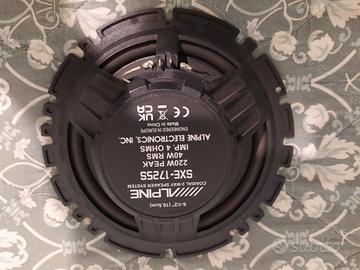 ALPINE
6-1/2" (16.5cm)
COAXIAL 2 WAY SPEAKER SYSTEM
SXE-1725S
220W PEAK
40W RMS
IMP. 4 OHMS
ALPINE ELECTRONICS, INC.
ENGINEERED IN EUROPE
Made in China
CE UK CA
subito